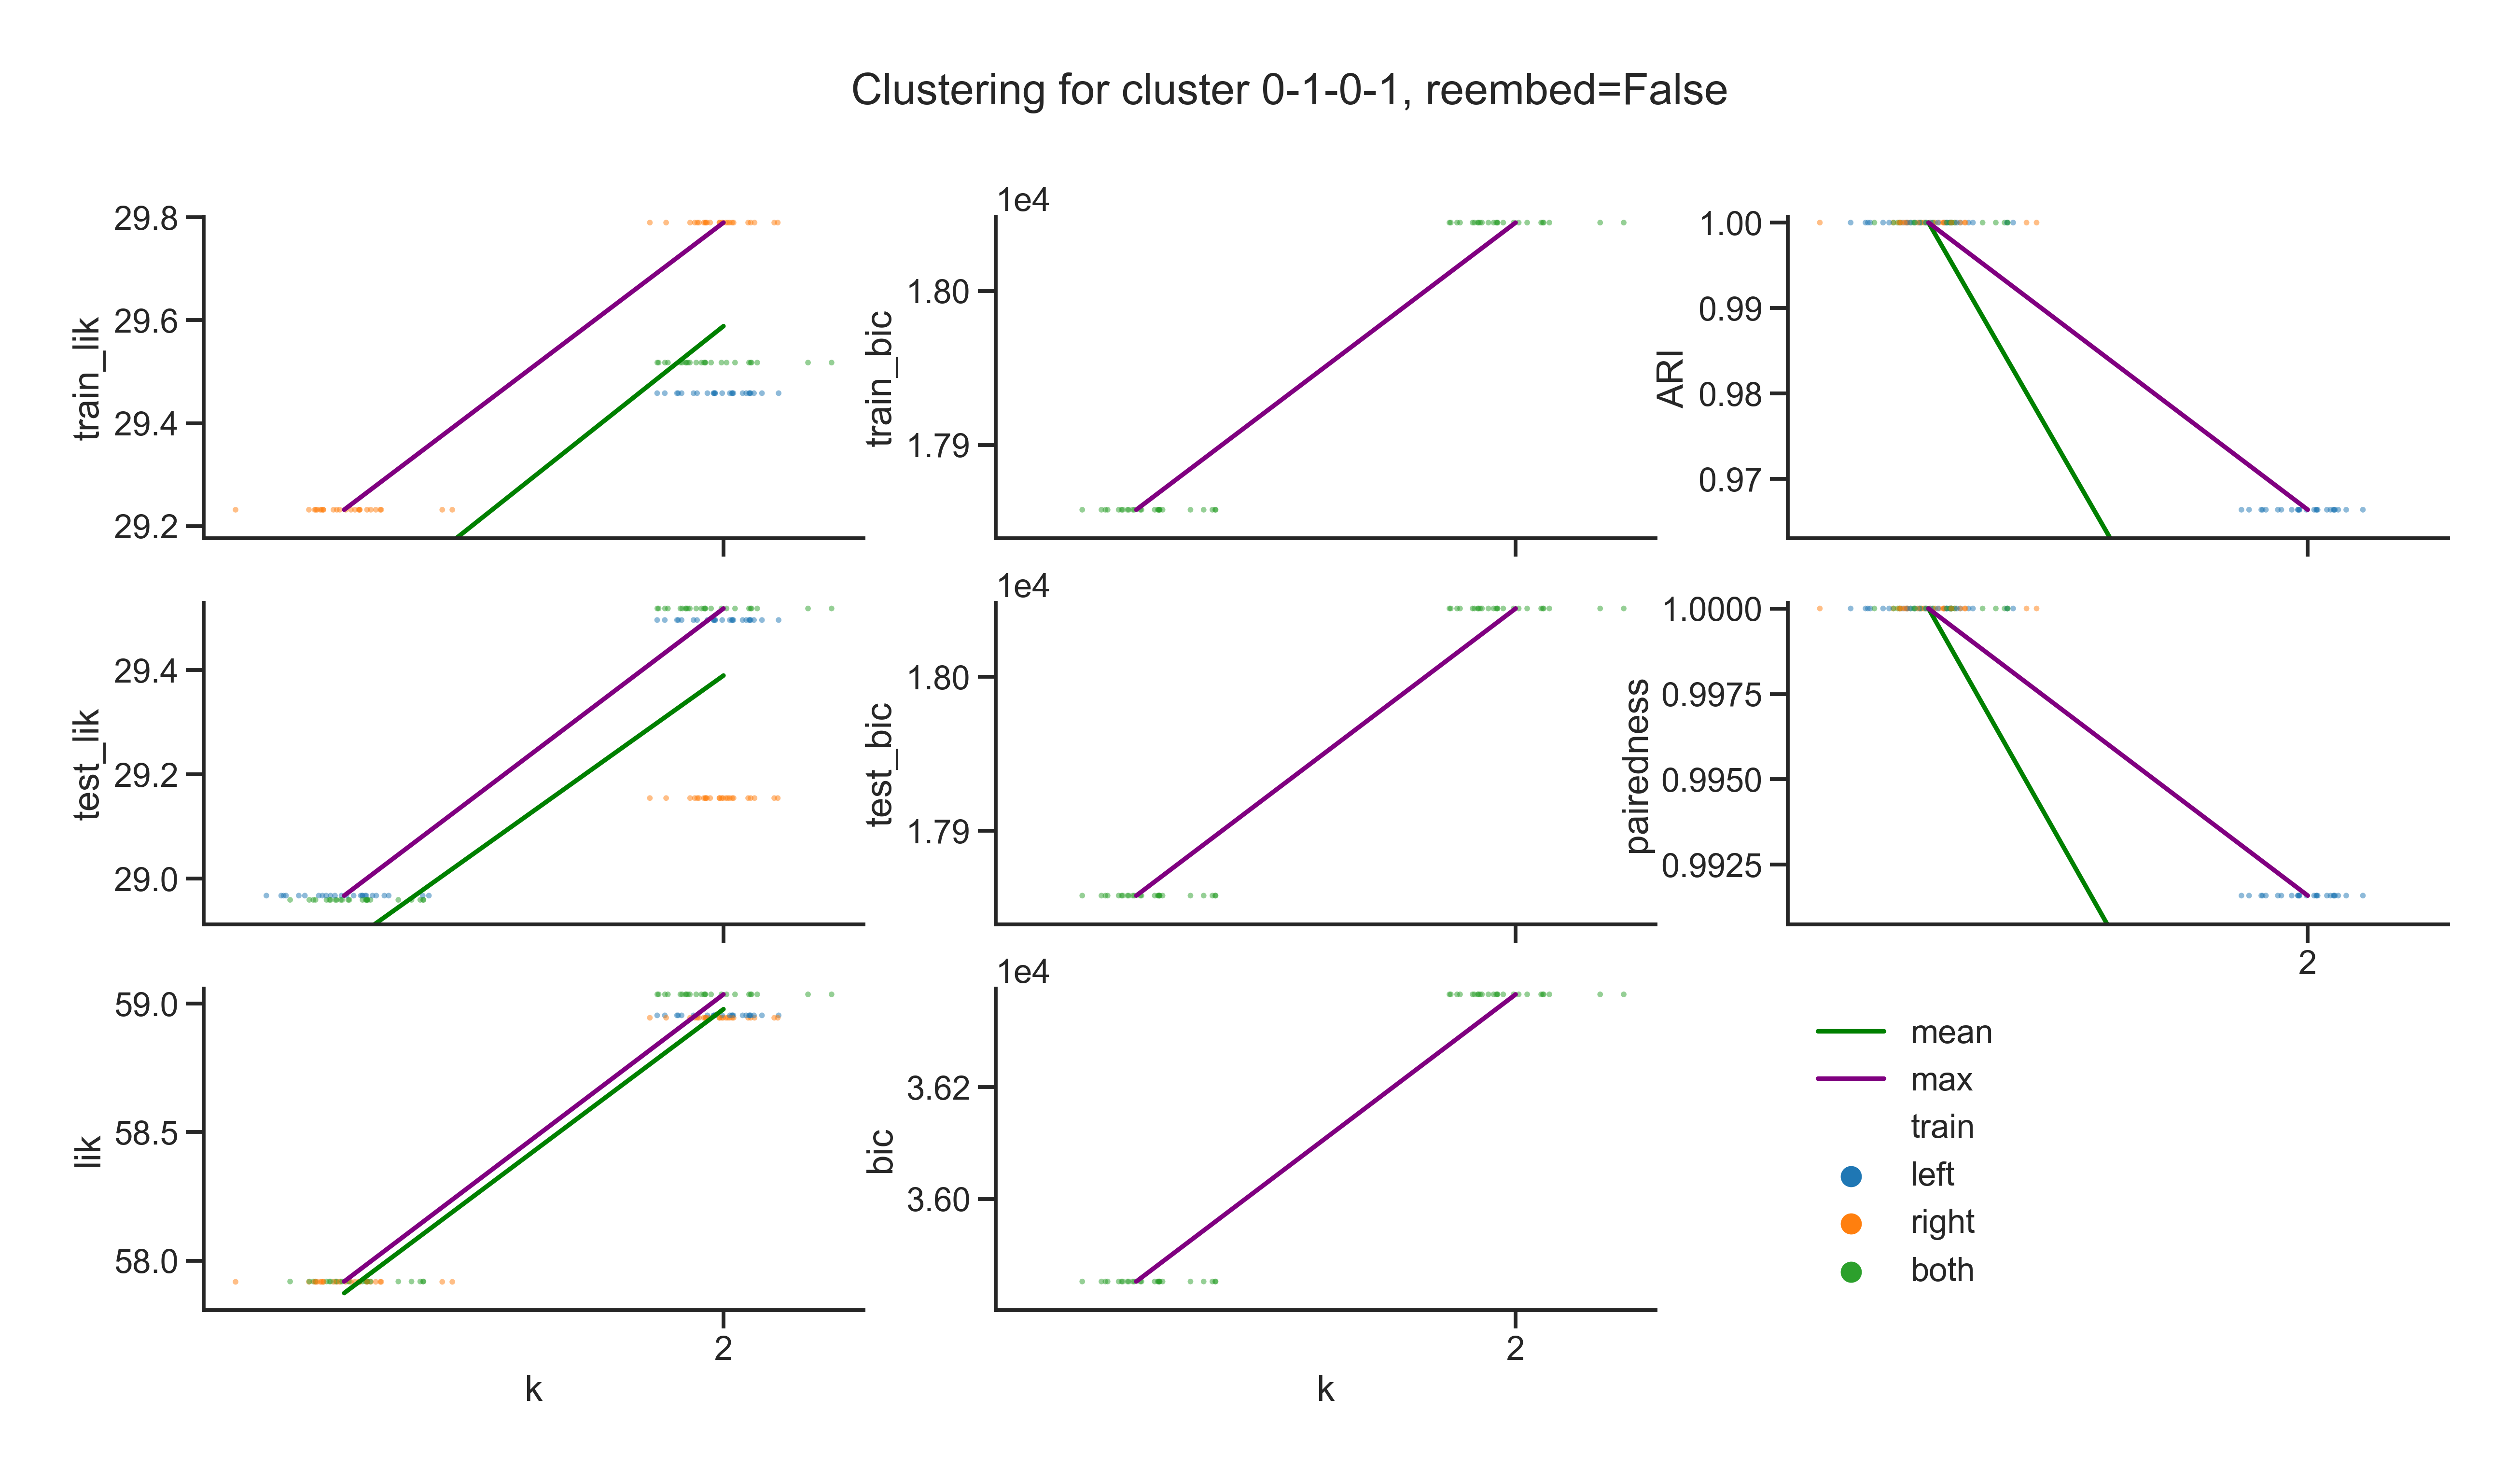 Clustering for cluster 0-1-0-1, reembed=False
29.8
29.6
29.4
29.2
train_lik
1e4
1.80
1.79
train_bic
1.00
0.99
0.98
0.97
ARI
29.4
29.2
29.0
test_lik
1e4
1.80
1.79
test_bic
1.0000
0.9975
0.9950
0.9925
pairedness
2
59.0
58.5
58.0
lik
2
k
1e4
3.62
3.60
bic
2
k
mean
max
train
left
right
both